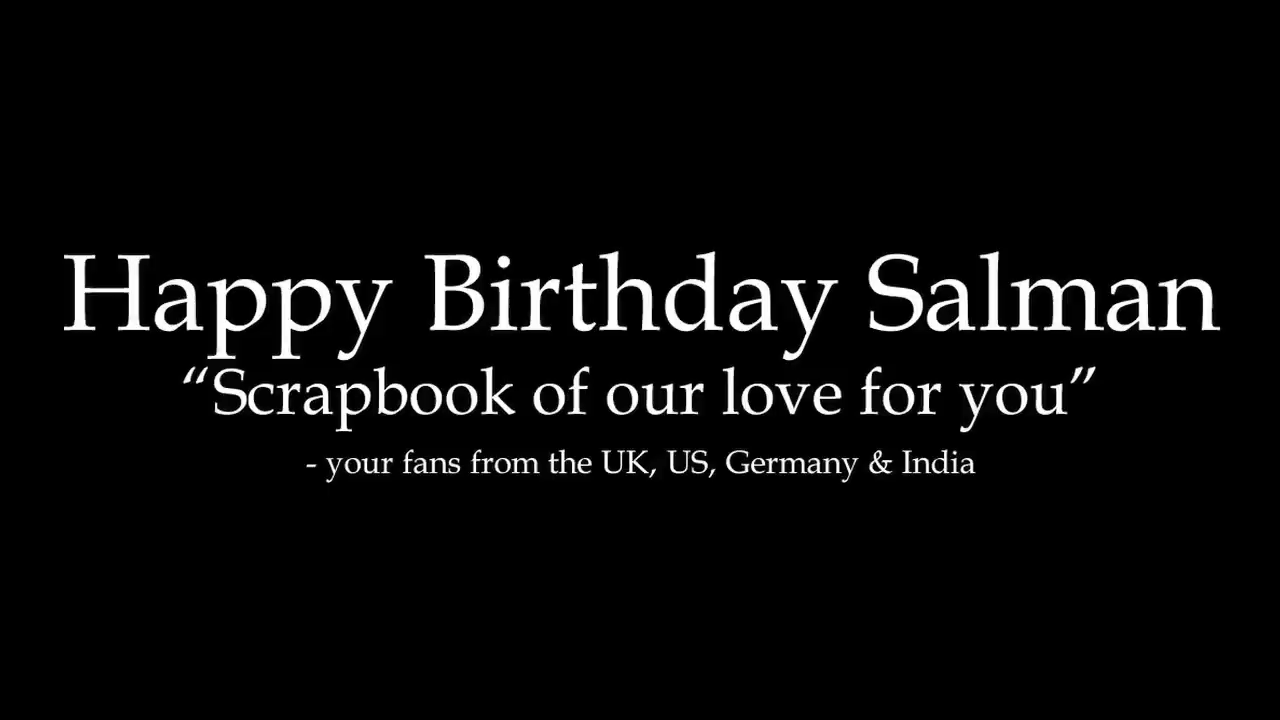 Happy Birthday Salman
“Scrapbook of our love for you”
- your fans from the UK, US, Germany & India